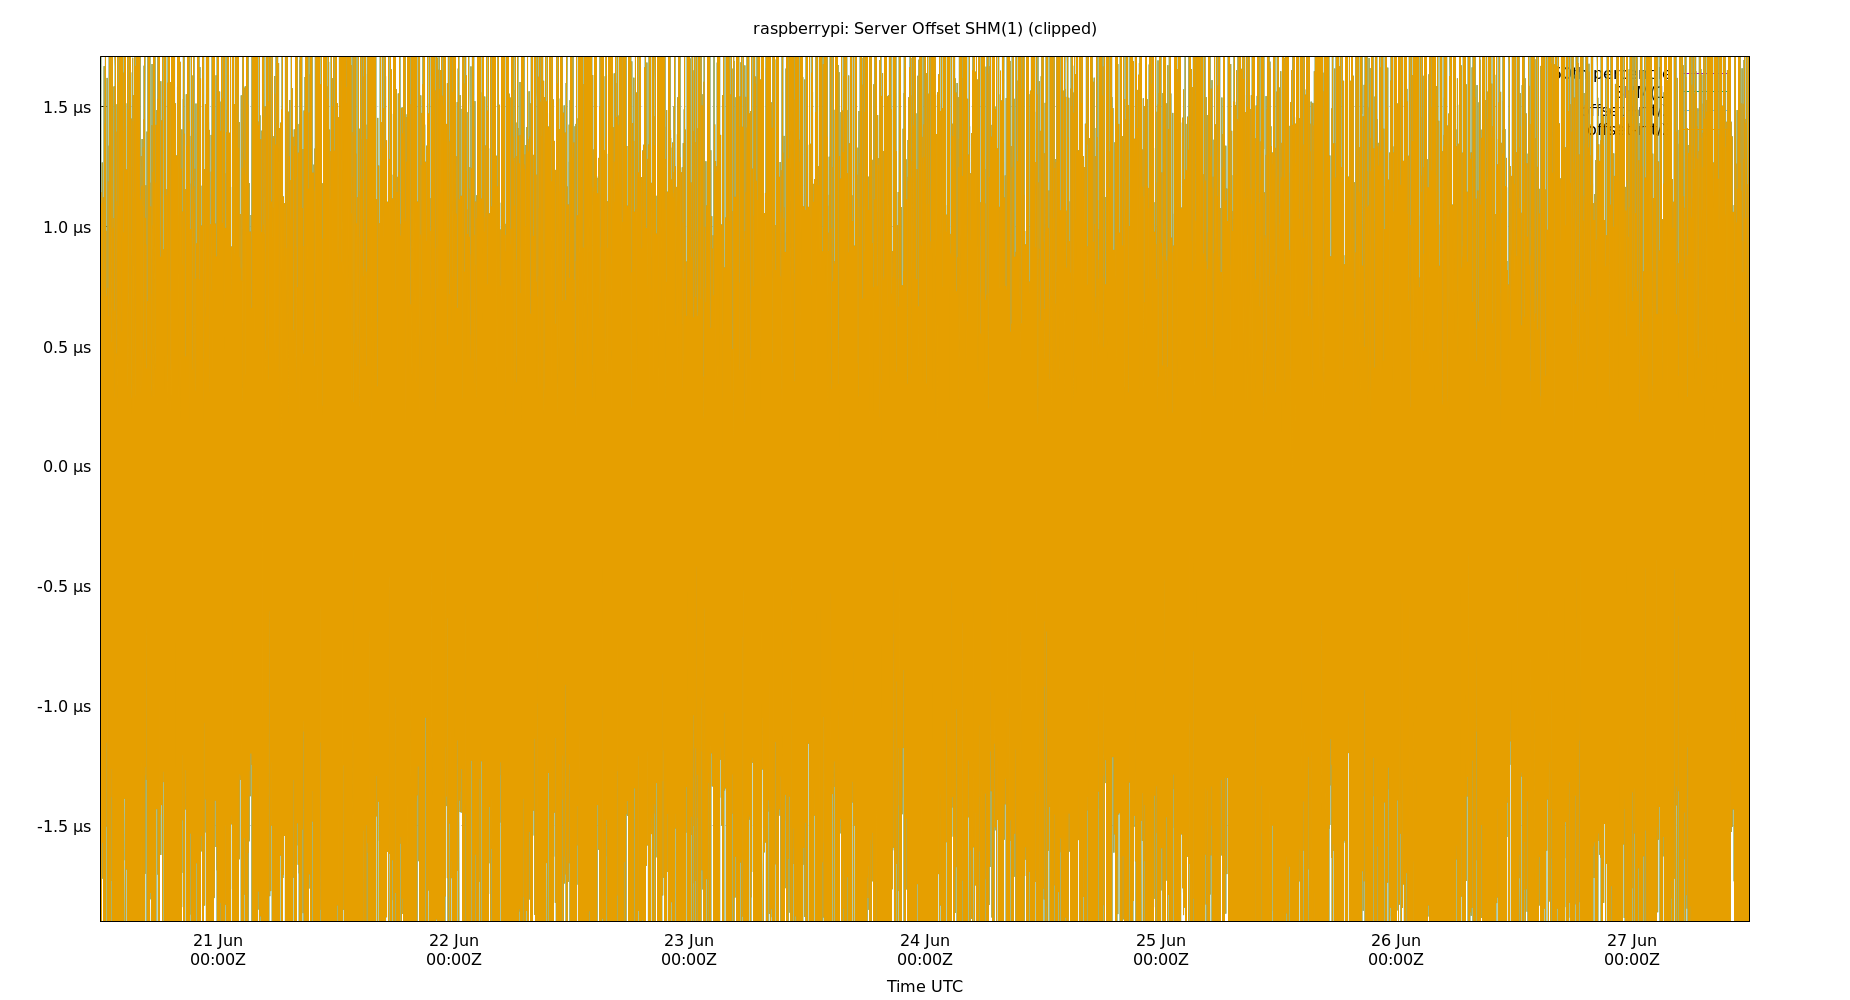 raspberrypi: Server Offset SHM(1) (clipped)
1.5 µs
1.0 µs
0.5 µs
0.0 µs
-0.5 µs
-1.0 µs
-1.5 µs
21 Jun 22 Jun 23 Jun 24 Jun 25 Jun 26 Jun 27 Jun
00:00Z 00:00Z 00:00Z 00:00Z 00:00Z 00:00Z 00:00Z
Time UTC